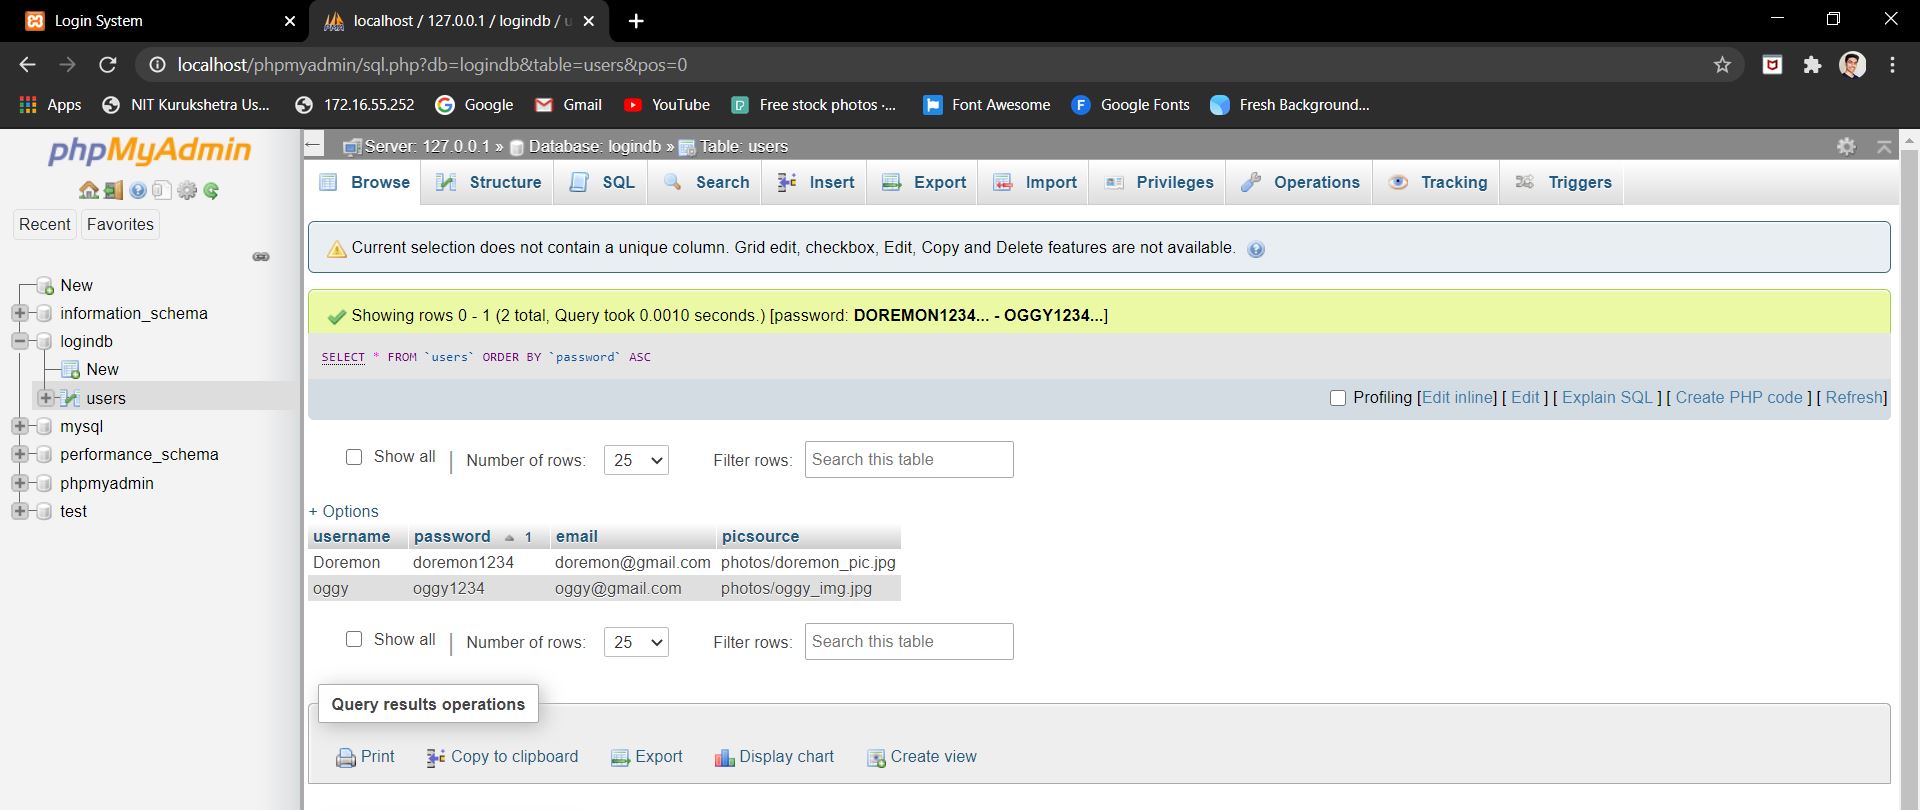 Login System
localhost / 127.0.0.1 / logindb / u
localhost/phpmyadmin/sql.php?db=logindb&table=users&pos=0
Apps NIT Kurukshetra Us... 172.16.55.252 Google Gmail YouTube Free stock photos ·... Font Awesome Google Fonts Fresh Background...
phpMyAdmin
Recent Favorites
New
information_schema
logindb
New
users
mysql
performance_schema
phpmyadmin
test
Server: 127.0.0.1 » Database: logindb » Table: users
Browse Structure SQL Search Insert Export Import Privileges Operations Tracking Triggers
Current selection does not contain a unique column. Grid edit, checkbox, Edit, Copy and Delete features are not available.
Showing rows 0 - 1 (2 total, Query took 0.0010 seconds.) [password: DOREMON1234... - OGGY1234...]
SELECT * FROM `users` ORDER BY `password` ASC
Profiling [Edit inline] [ Edit ] [ Explain SQL ] [ Create PHP code ] [ Refresh]
Show all | Number of rows: 25 Filter rows: Search this table
+ Options
username password 1 email picsource
Doremon doremon1234 doremon@gmail.com photos/doremon_pic.jpg
oggy oggy1234 oggy@gmail.com photos/oggy_img.jpg
Show all | Number of rows: 25 Filter rows: Search this table
Query results operations
Print Copy to clipboard Export Display chart Create view